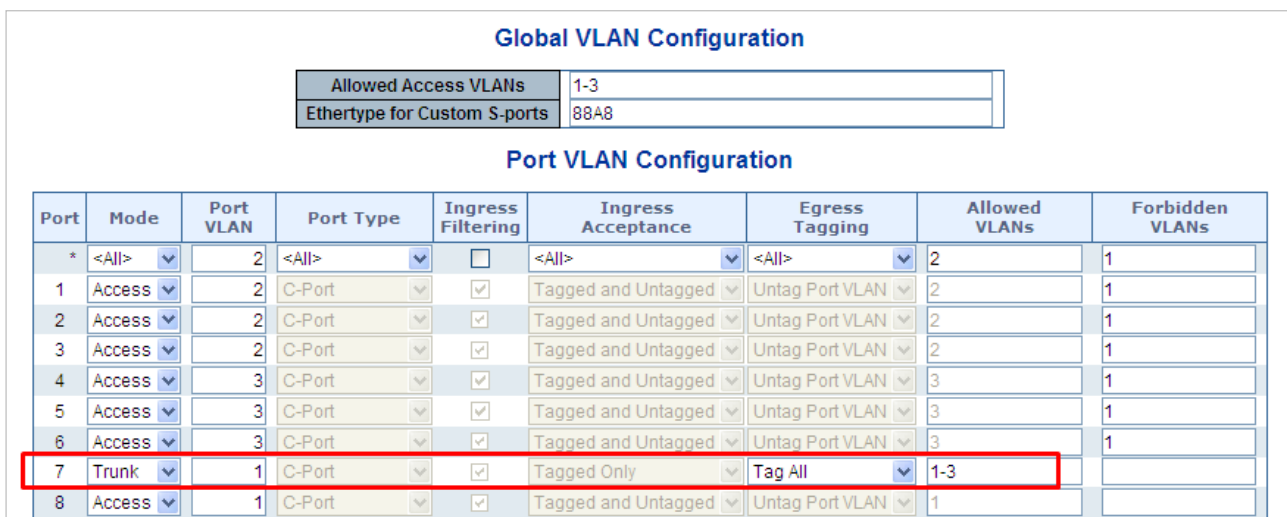 Global VLAN Configuration
Allowed Access VLANs 1-3
Ethertype for Custom S-ports 88A8
Port VLAN Configuration
Port Mode Port VLAN Port Type Ingress Filtering Ingress Acceptance Egress Tagging Allowed VLANs Forbidden VLANs
* <All> 2 <All> <All> <All> 2 1
1 Access 2 C-Port Tagged and Untagged Untag Port VLAN 2 1
2 Access 2 C-Port Tagged and Untagged Untag Port VLAN 2 1
3 Access 2 C-Port Tagged and Untagged Untag Port VLAN 2 1
4 Access 3 C-Port Tagged and Untagged Untag Port VLAN 3 1
5 Access 3 C-Port Tagged and Untagged Untag Port VLAN 3 1
6 Access 3 C-Port Tagged and Untagged Untag Port VLAN 3 1
7 Trunk 1 C-Port Tagged Only Tag All 1-3
8 Access 1 C-Port Tagged and Untagged Untag Port VLAN 1